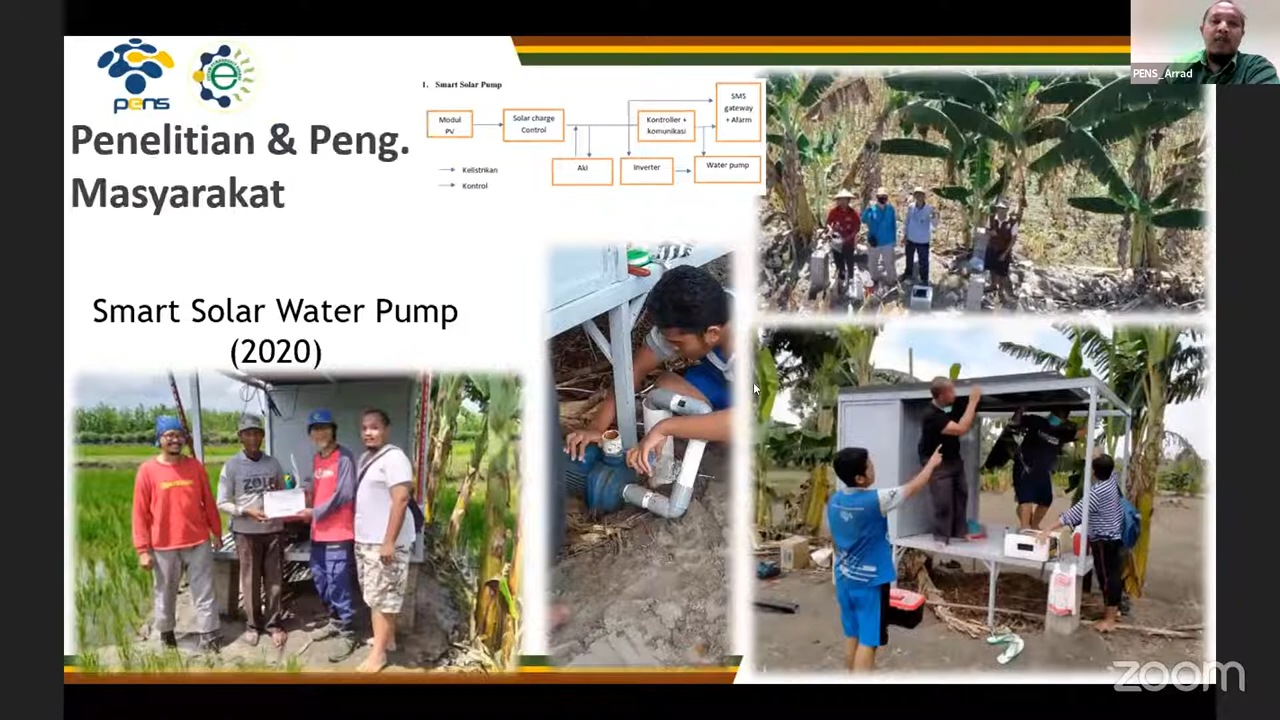 pens
e
Penelitian & Peng.
Masyarakat
1. Smart Solar Pump
Modul
PV
Solar charge
Control
Kontroller +
komunikasi
SMS
gateway
+ Alarm
Aki
Inverter
Water pump
Kelistrikan
Kontrol
Smart Solar Water Pump
(2020)
PENS_Arrad
zoom